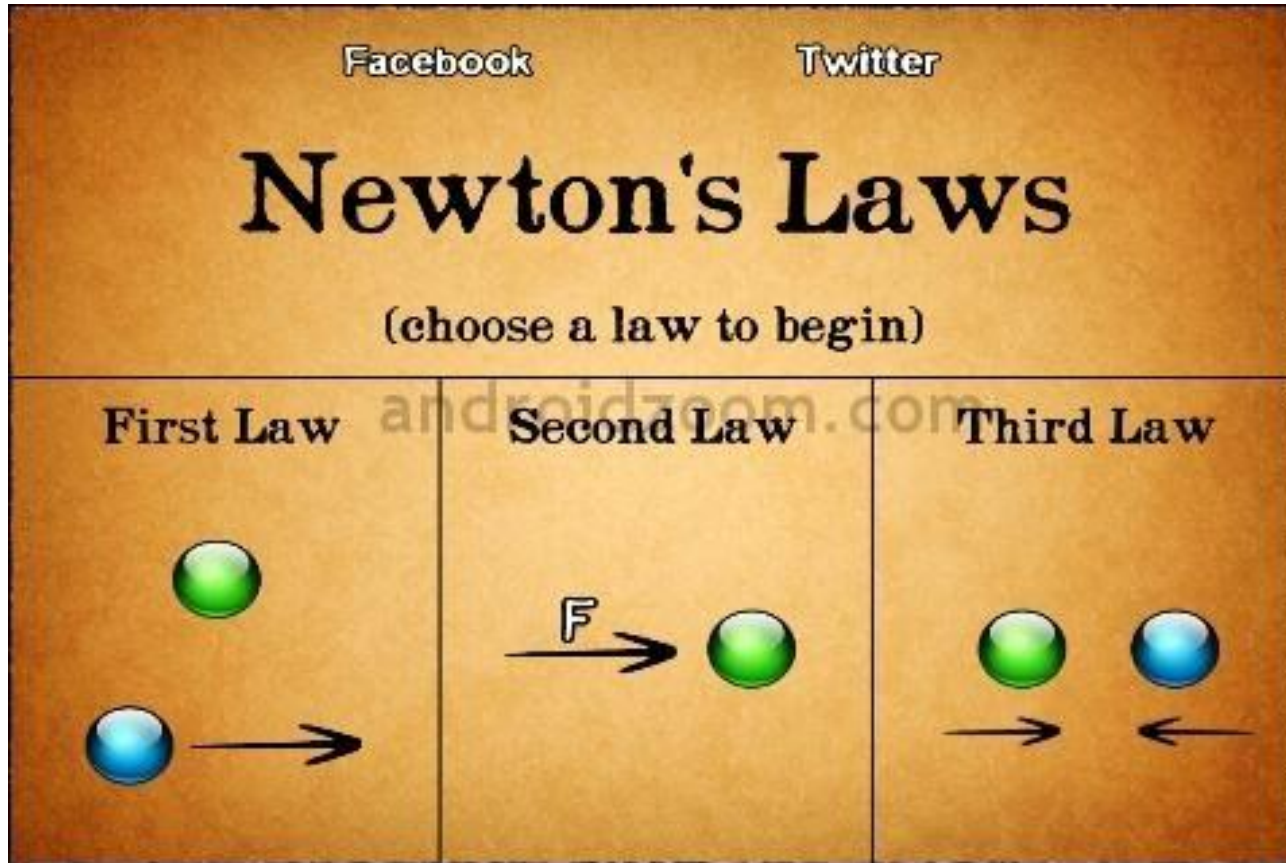 Facebook Twitter
Newton's Laws
(choose a law to begin)
androidzoom.com
First Law Second Law Third Law
F